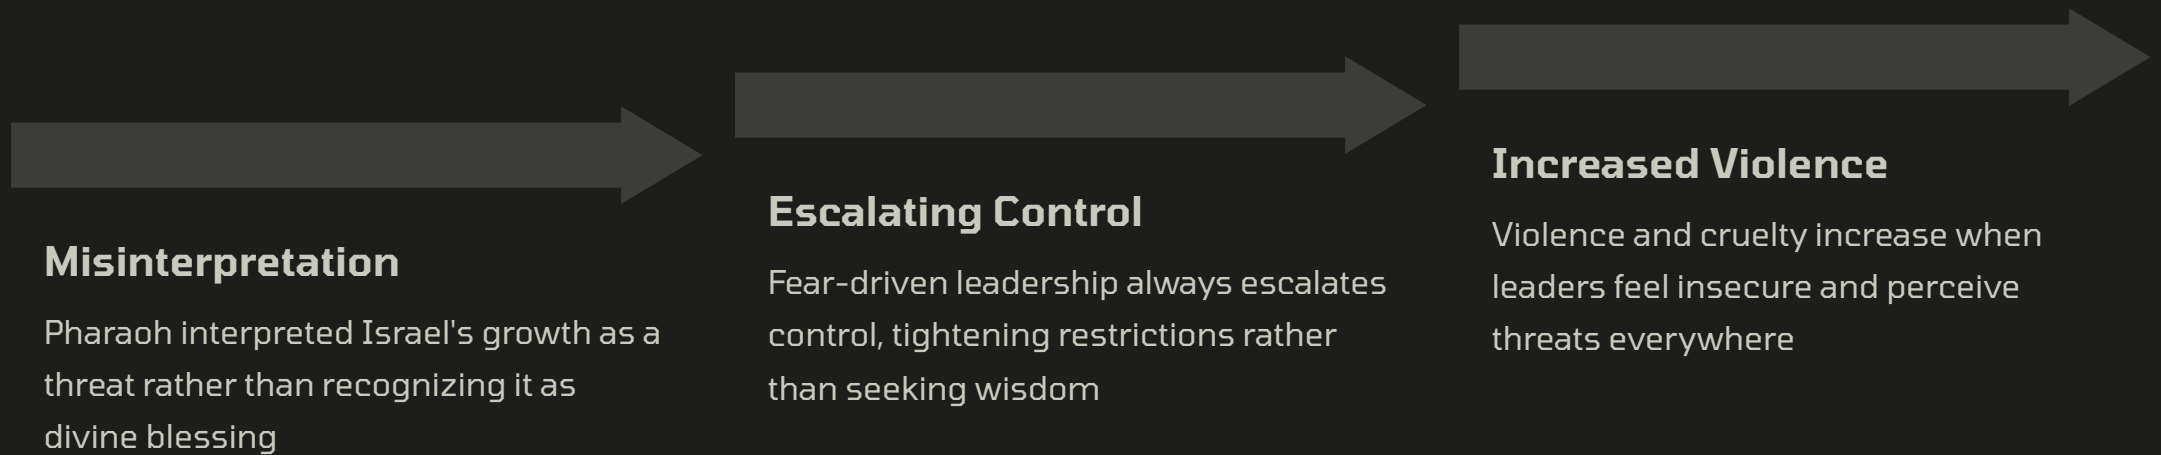 Misinterpretation
Pharaoh interpreted Israel's growth as a
threat rather than recognizing it as
divine blessing
Escalating Control
Fear-driven leadership always escalates
control, tightening restrictions rather
than seeking wisdom
Increased Violence
Violence and cruelty increase when
leaders feel insecure and perceive
threats everywhere